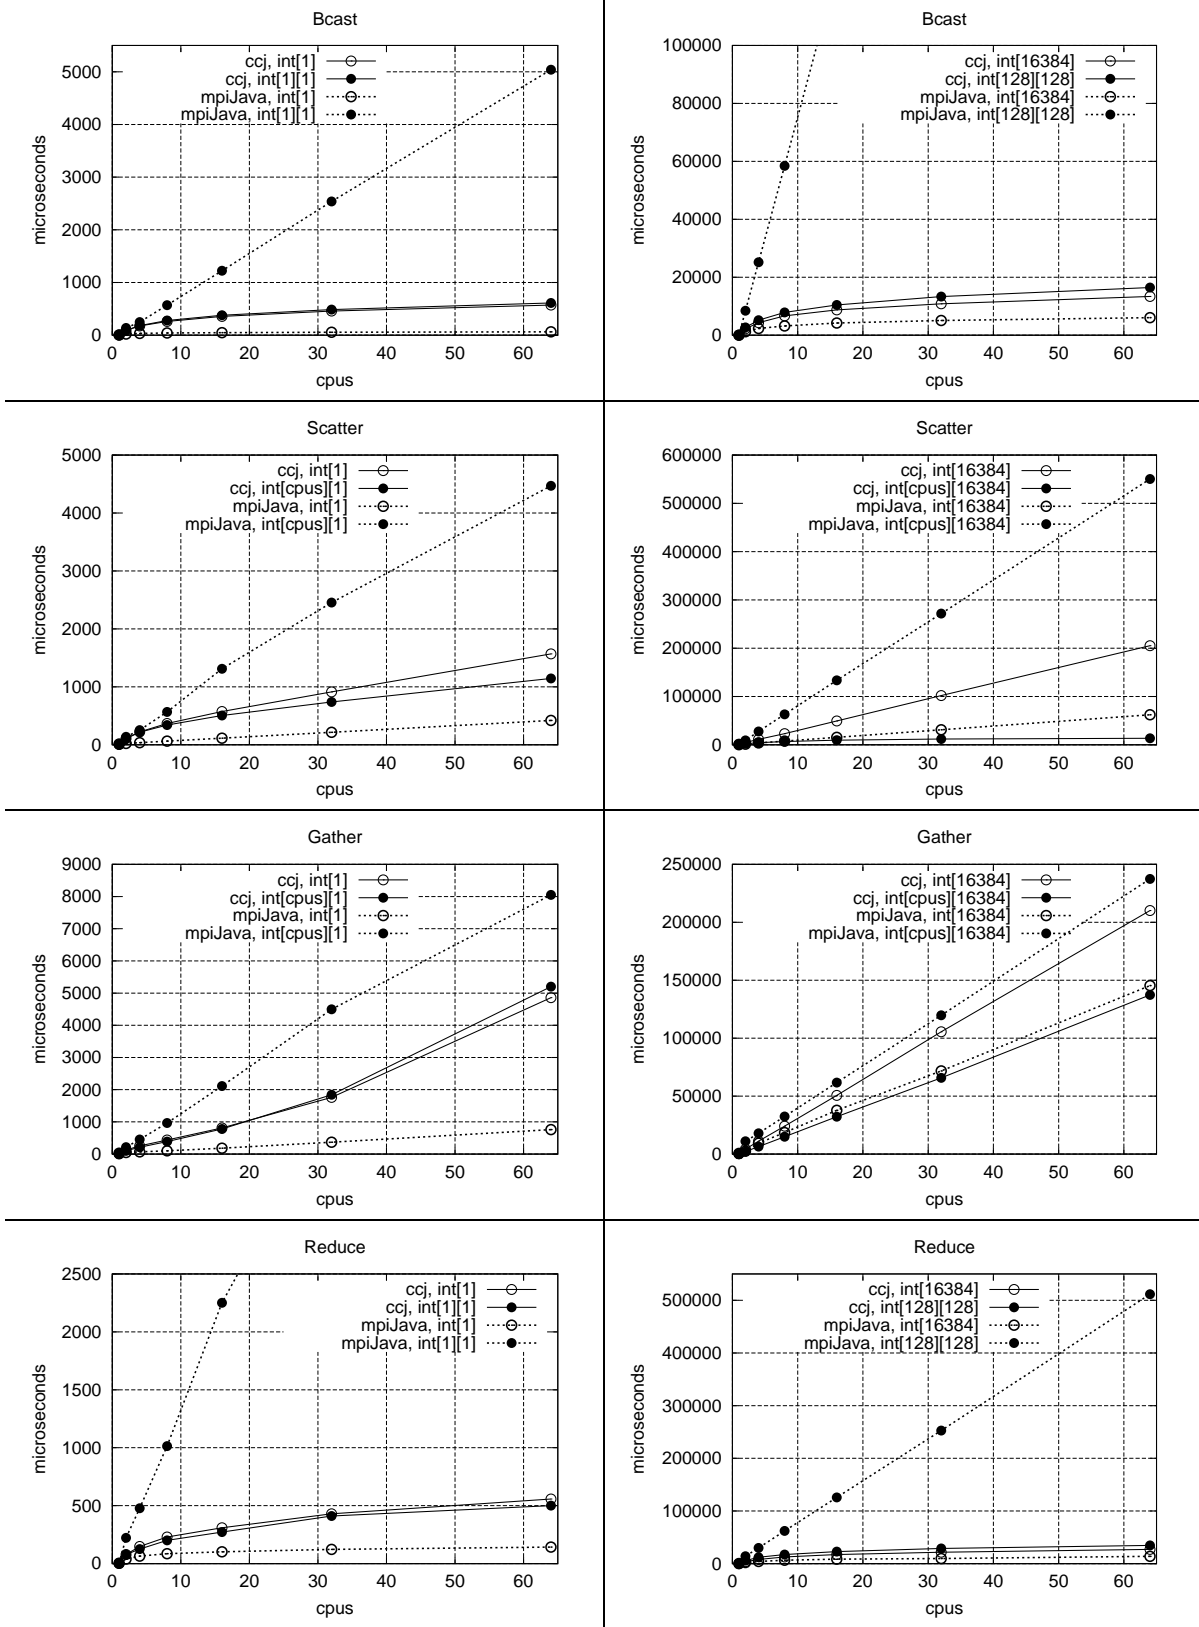 Bcast
ccj, int[1]
ccj, int[1][1]
mpiJava, int[1]
mpiJava, int[1][1]
5000
4000
3000
2000
1000
0
microseconds
0 10 20 30 40 50 60
cpus
Bcast
ccj, int[16384]
ccj, int[128][128]
mpiJava, int[16384]
mpiJava, int[128][128]
100000
80000
60000
40000
20000
0
microseconds
0 10 20 30 40 50 60
cpus
Scatter
ccj, int[1]
ccj, int[cpus][1]
mpiJava, int[1]
mpiJava, int[cpus][1]
5000
4000
3000
2000
1000
0
microseconds
0 10 20 30 40 50 60
cpus
Scatter
ccj, int[16384]
ccj, int[cpus][16384]
mpiJava, int[16384]
mpiJava, int[cpus][16384]
600000
500000
400000
300000
200000
100000
0
microseconds
0 10 20 30 40 50 60
cpus
Gather
ccj, int[1]
ccj, int[cpus][1]
mpiJava, int[1]
mpiJava, int[cpus][1]
9000
8000
7000
6000
5000
4000
3000
2000
1000
0
microseconds
0 10 20 30 40 50 60
cpus
Gather
ccj, int[16384]
ccj, int[cpus][16384]
mpiJava, int[16384]
mpiJava, int[cpus][16384]
250000
200000
150000
100000
50000
0
microseconds
0 10 20 30 40 50 60
cpus
Reduce
ccj, int[1]
ccj, int[1][1]
mpiJava, int[1]
mpiJava, int[1][1]
2500
2000
1500
1000
500
0
microseconds
0 10 20 30 40 50 60
cpus
Reduce
ccj, int[16384]
ccj, int[128][128]
mpiJava, int[16384]
mpiJava, int[128][128]
500000
400000
300000
200000
100000
0
microseconds
0 10 20 30 40 50 60
cpus